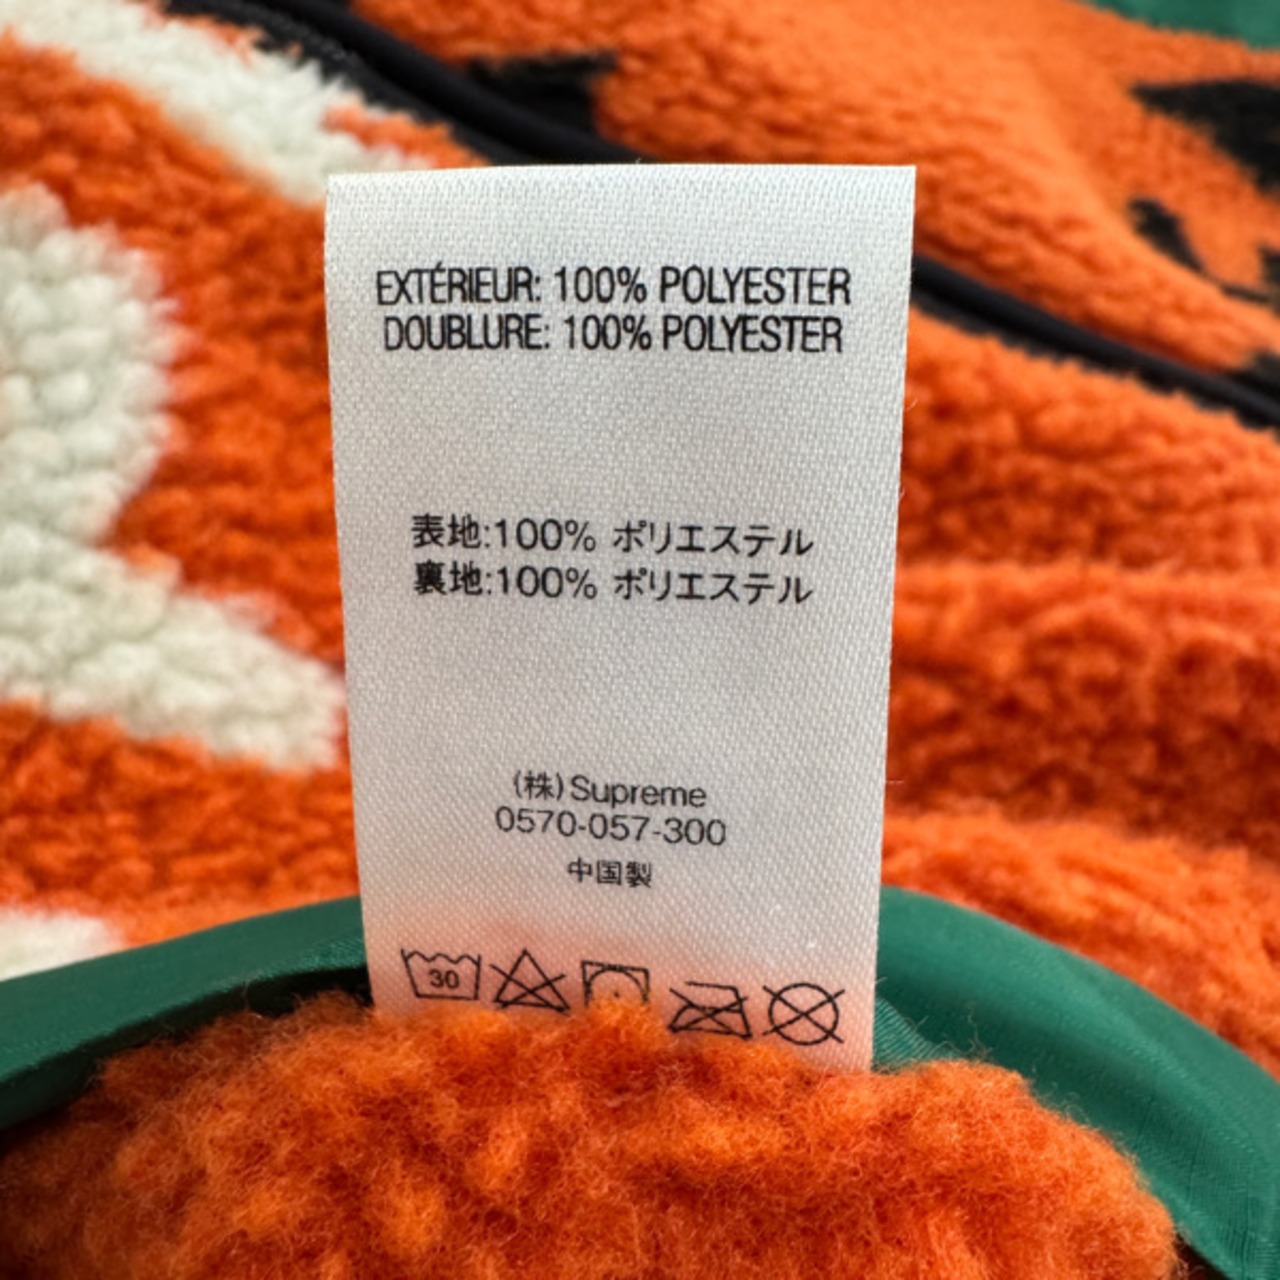 EXTÉRIEUR: 100% POLYESTER
DOUBLURE: 100% POLYESTER
表地:100% ポリエステル
裏地:100% ポリエステル
(株)Supreme
0570-057-300
中国製
30